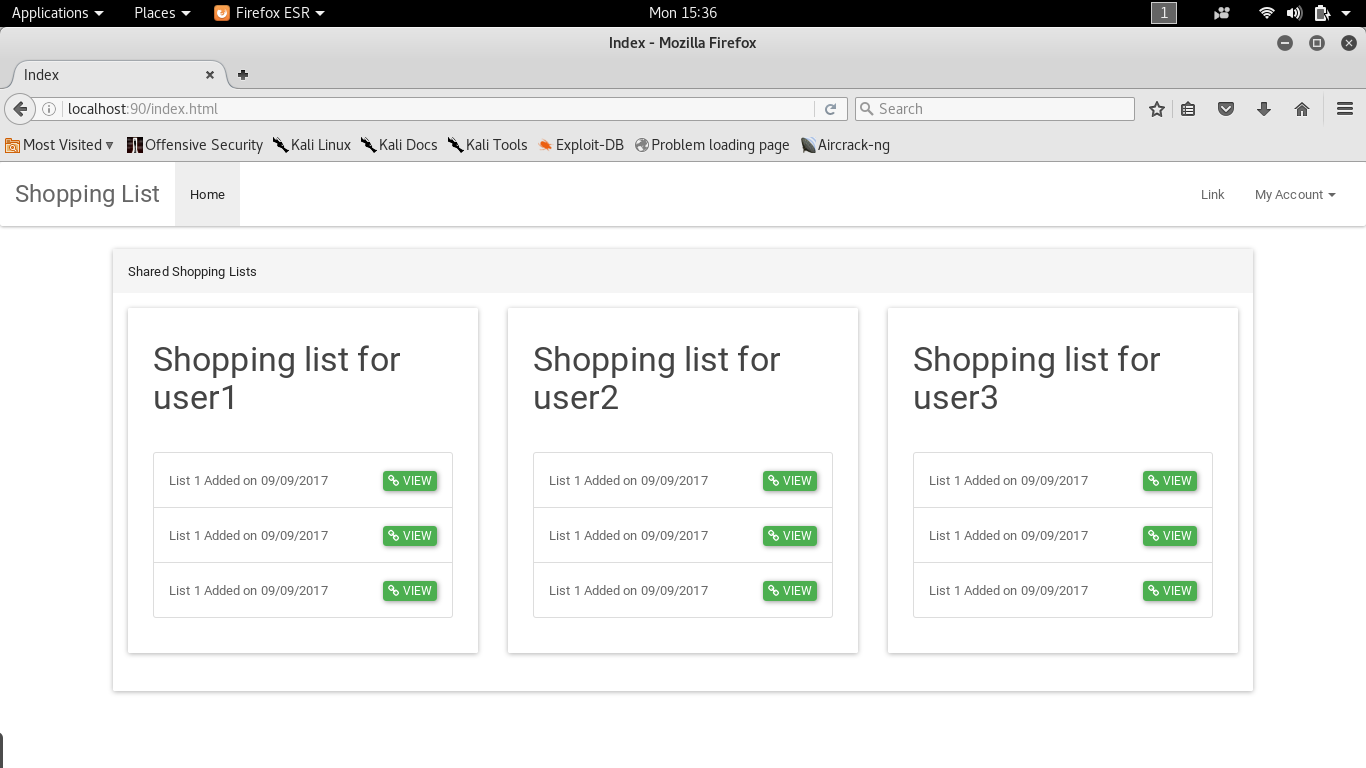 Applications Places Firefox ESR Mon 15:36 1
Index - Mozilla Firefox
Index
localhost:90/index.html Search
Most Visited Offensive Security Kali Linux Kali Docs Kali Tools Exploit-DB Problem loading page Aircrack-ng
Shopping List Home Link My Account
Shared Shopping Lists
Shopping list for
user1
List 1 Added on 09/09/2017 VIEW
List 1 Added on 09/09/2017 VIEW
List 1 Added on 09/09/2017 VIEW
Shopping list for
user2
List 1 Added on 09/09/2017 VIEW
List 1 Added on 09/09/2017 VIEW
List 1 Added on 09/09/2017 VIEW
Shopping list for
user3
List 1 Added on 09/09/2017 VIEW
List 1 Added on 09/09/2017 VIEW
List 1 Added on 09/09/2017 VIEW